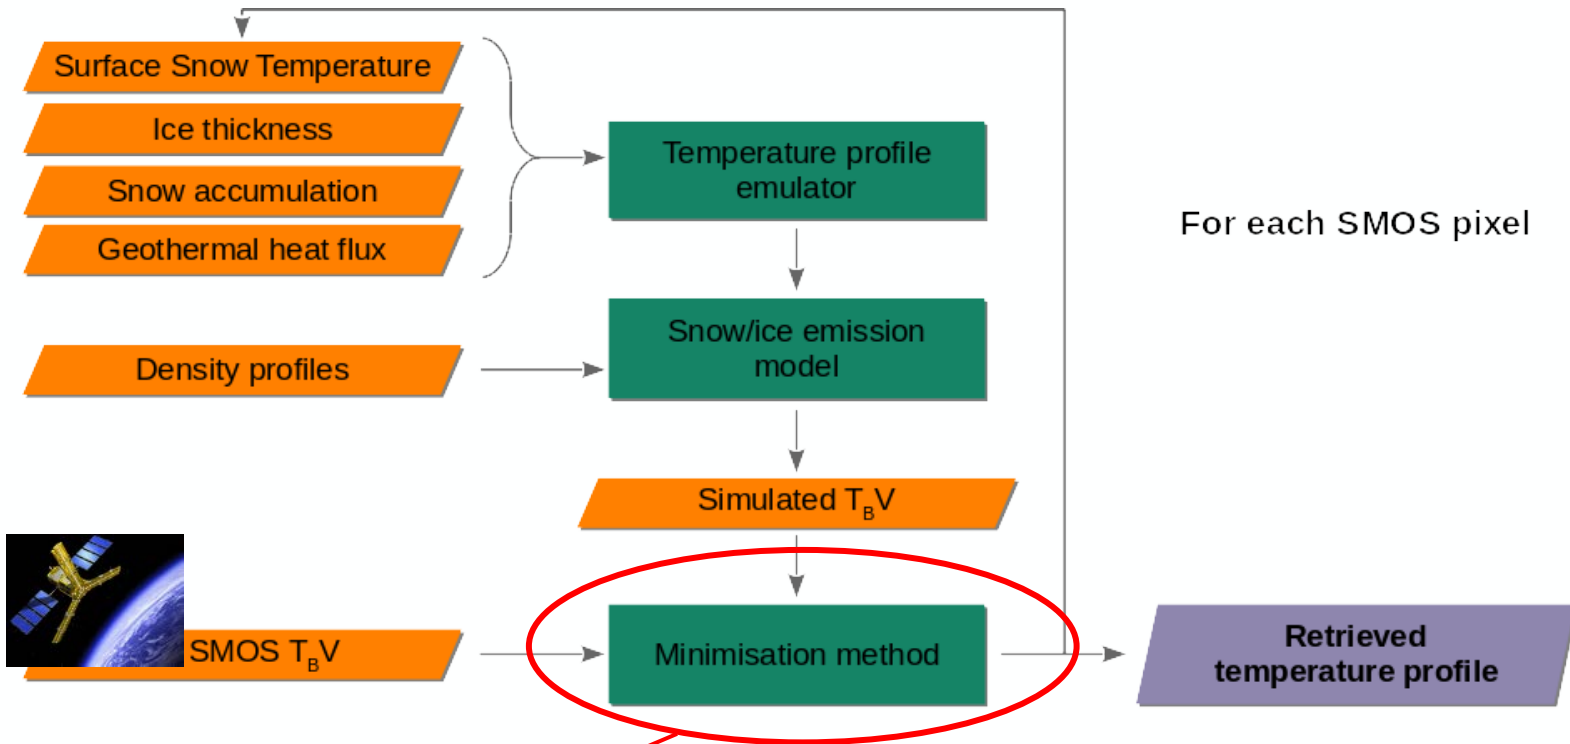 Surface Snow Temperature
Ice thickness
Snow accumulation
Geothermal heat flux
Temperature profile
emulator
For each SMOS pixel
Density profiles
Snow/ice emission
model
Simulated TBV
SMOS TBV
Minimisation method
Retrieved
temperature profile